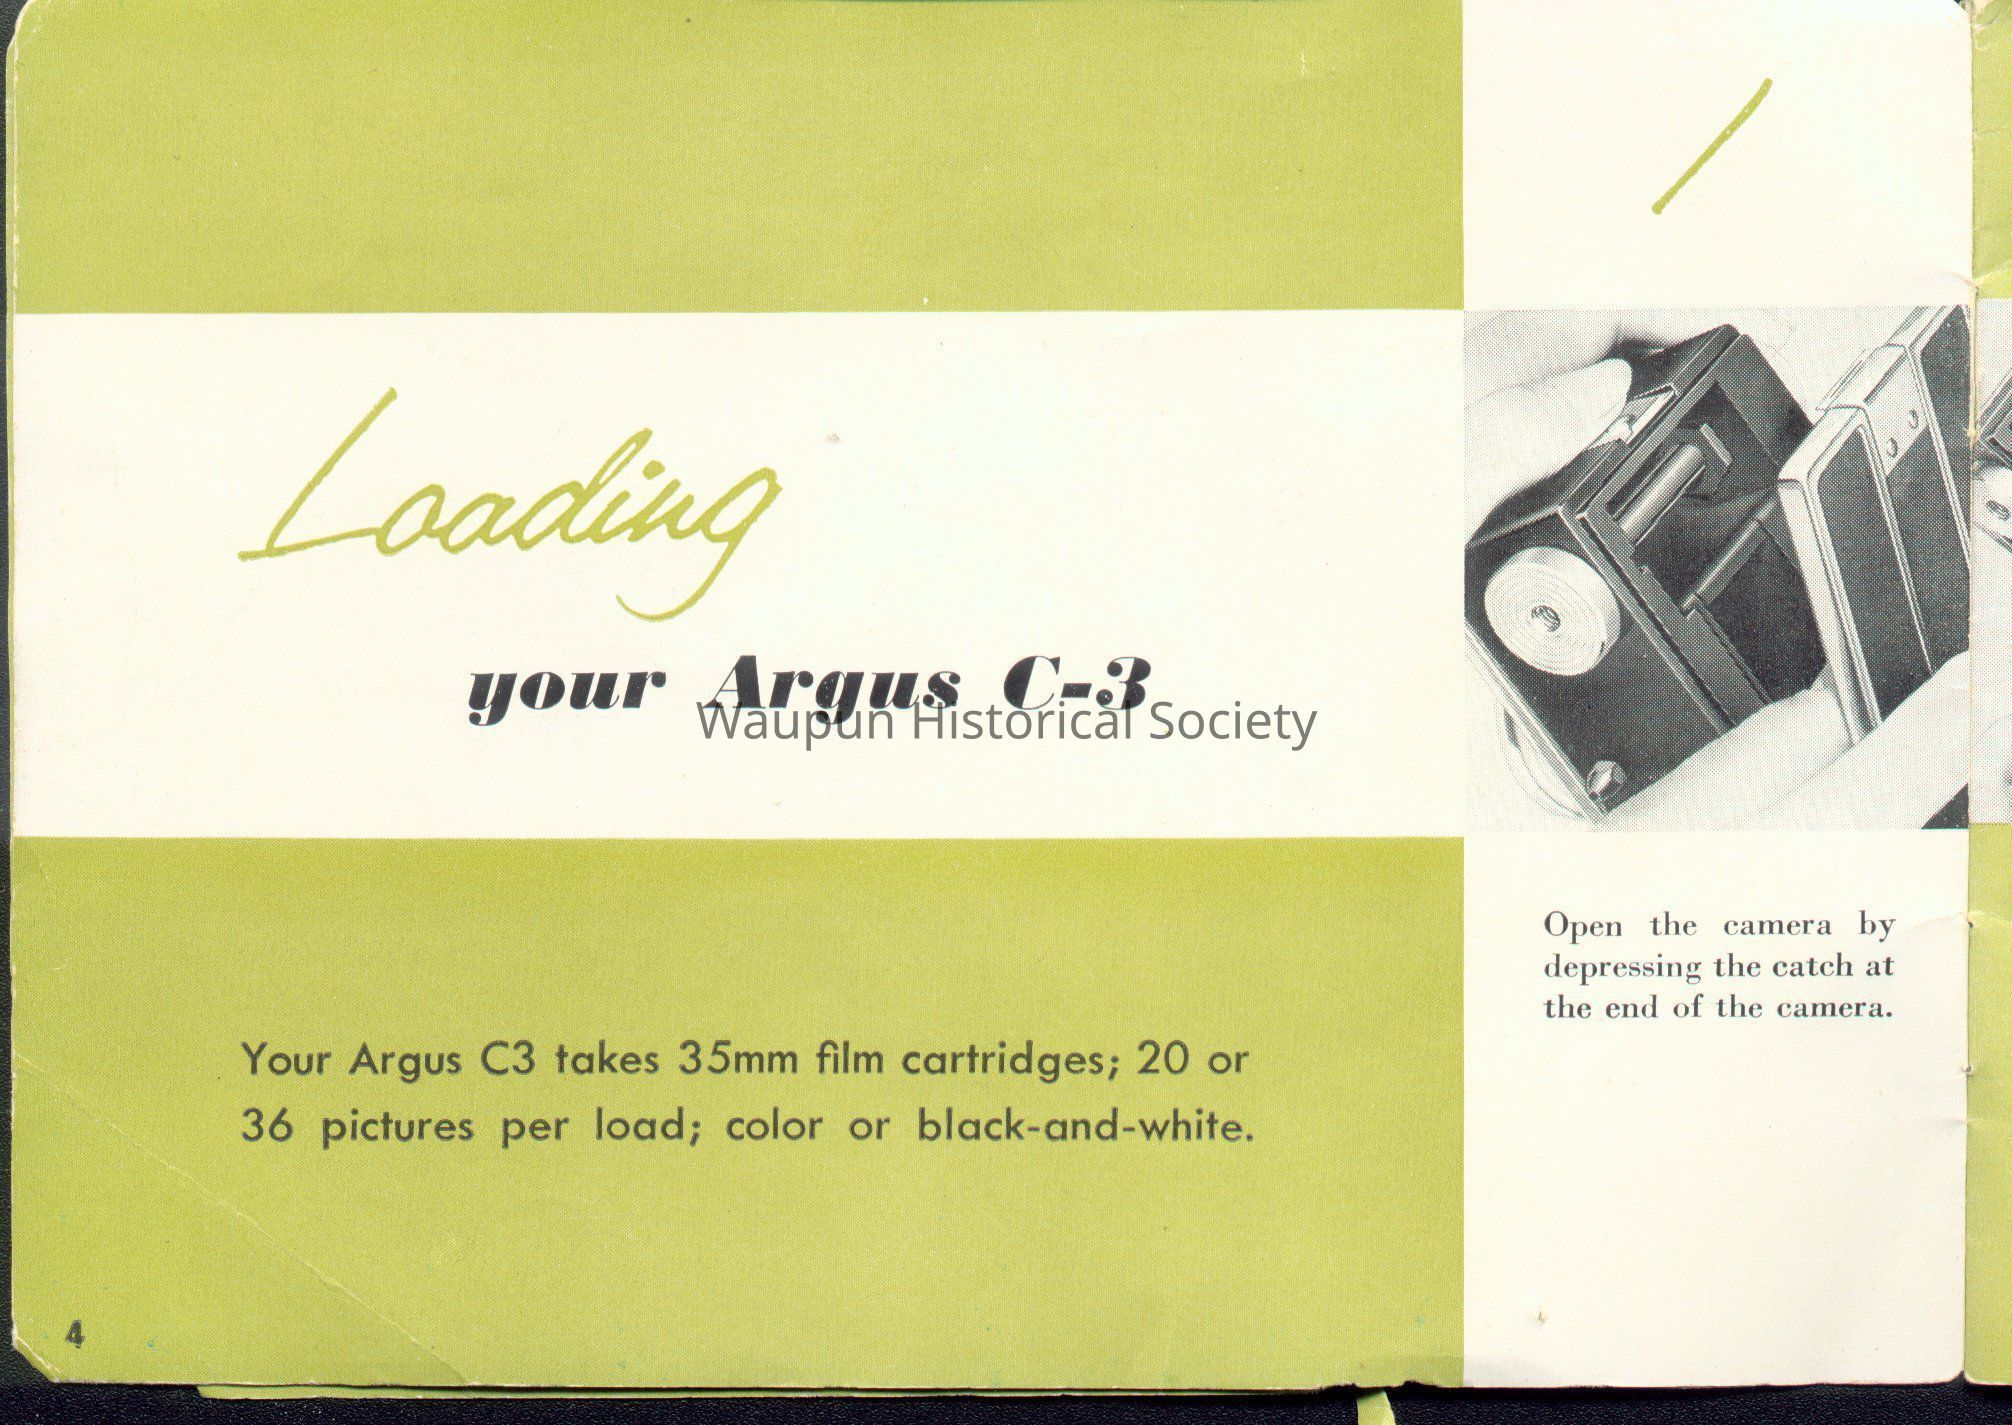 Loading
your Argus C-3
Waupun Historical Society
Your Argus C3 takes 35mm film cartridges; 20 or
36 pictures per load; color or black-and-white.
4
1
Open the camera by
depressing the catch at
the end of the camera.